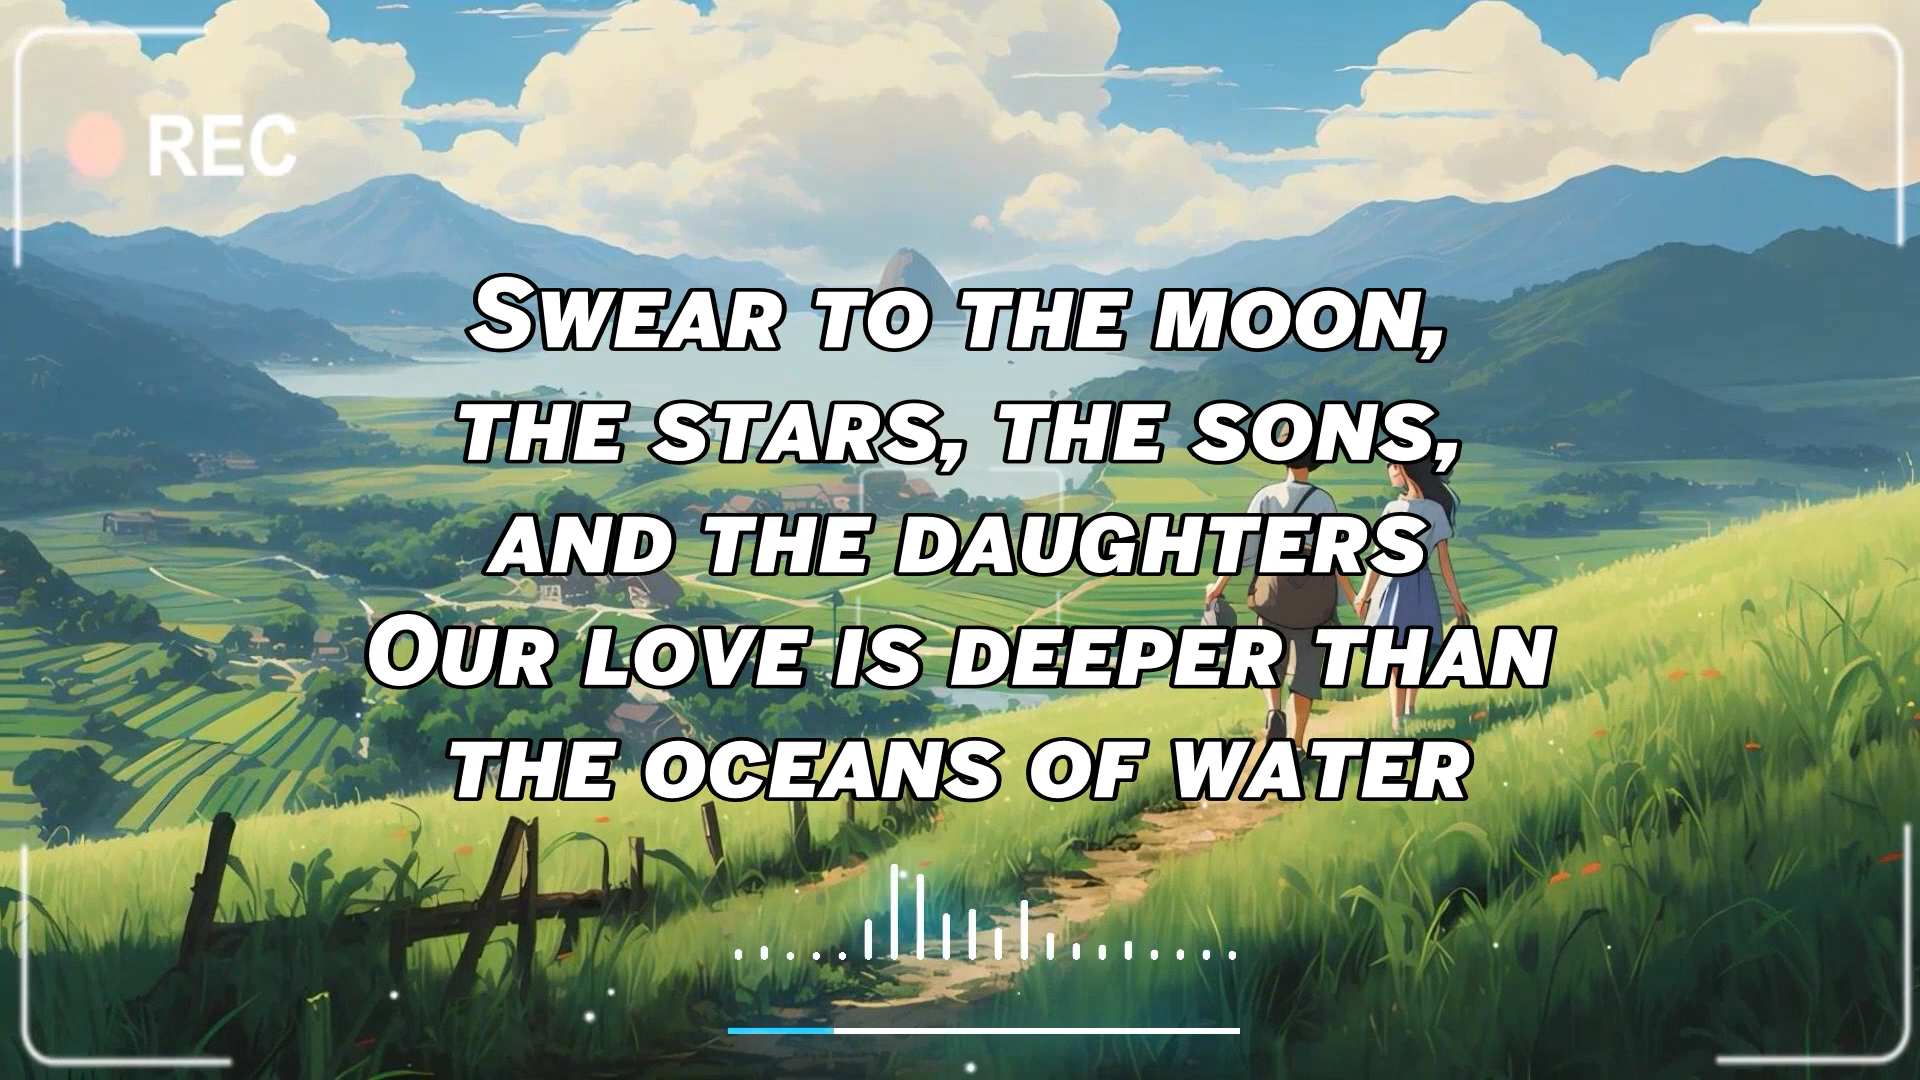 REC
Swear to the moon,
the stars, the sons,
and the daughters
Our love is deeper than
the oceans of water